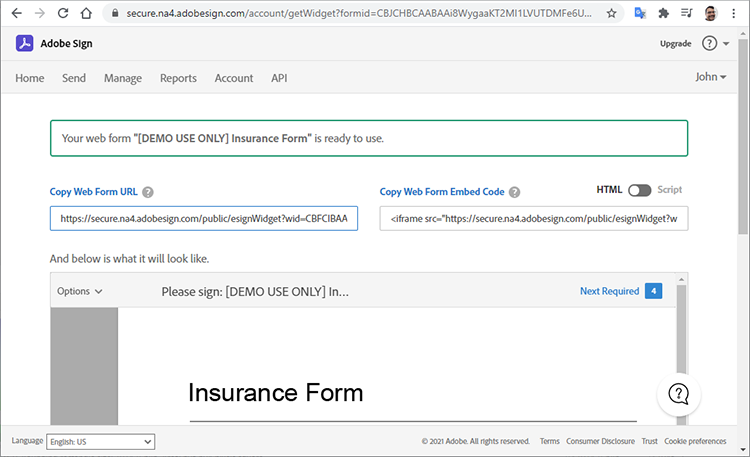 secure.na4.adobesign.com/account/getWidget?formid=CBJCHBCAABAAi8WygaaKT2MI1LVUTDMFe6U...
Adobe Sign
Upgrade ?
Home Send Manage Reports Account API John
Your web form "[DEMO USE ONLY] Insurance Form" is ready to use.
Copy Web Form URL ? Copy Web Form Embed Code ? HTML Script
https://secure.na4.adobesign.com/public/esignWidget?wid=CBFCIBAA <iframe src="https://secure.na4.adobesign.com/public/esignWidget?w
And below is what it will look like.
Options Please sign: [DEMO USE ONLY] In... Next Required 4
Insurance Form
?
Language English: US © 2021 Adobe. All rights reserved. Terms Consumer Disclosure Trust Cookie preferences